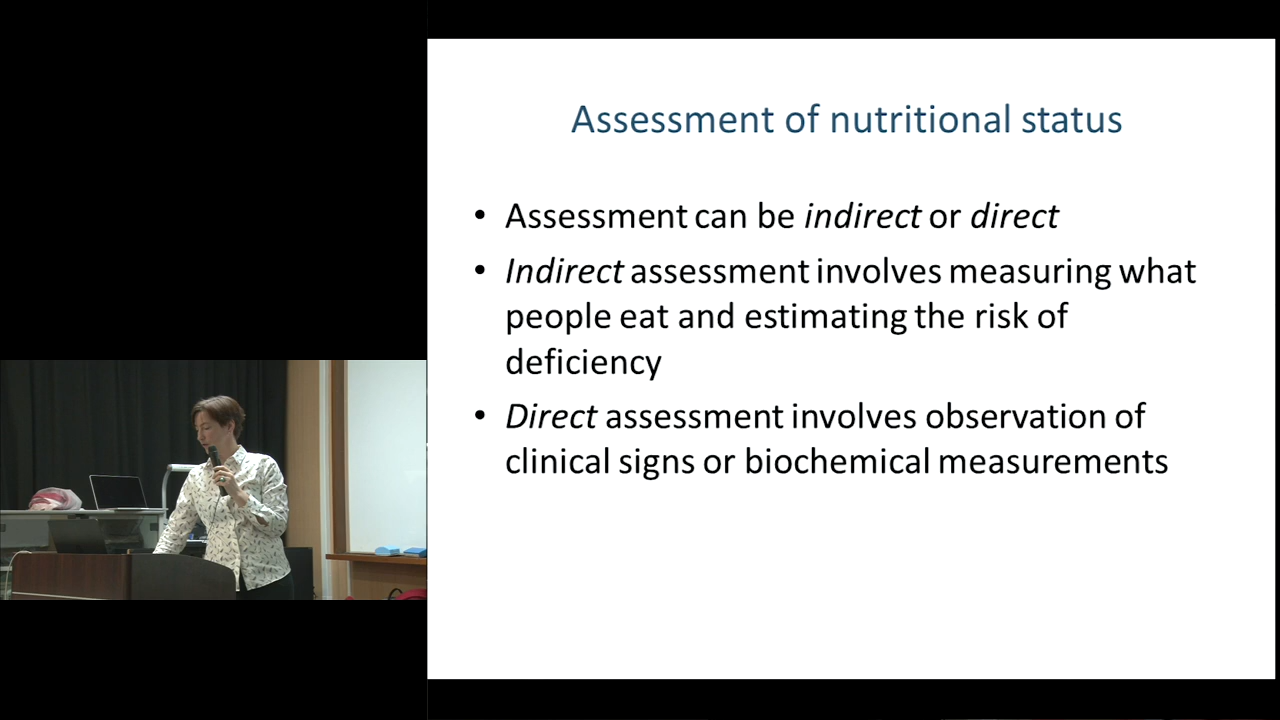 Assessment of nutritional status
• Assessment can be indirect or direct
• Indirect assessment involves measuring what
people eat and estimating the risk of
deficiency
• Direct assessment involves observation of
clinical signs or biochemical measurements